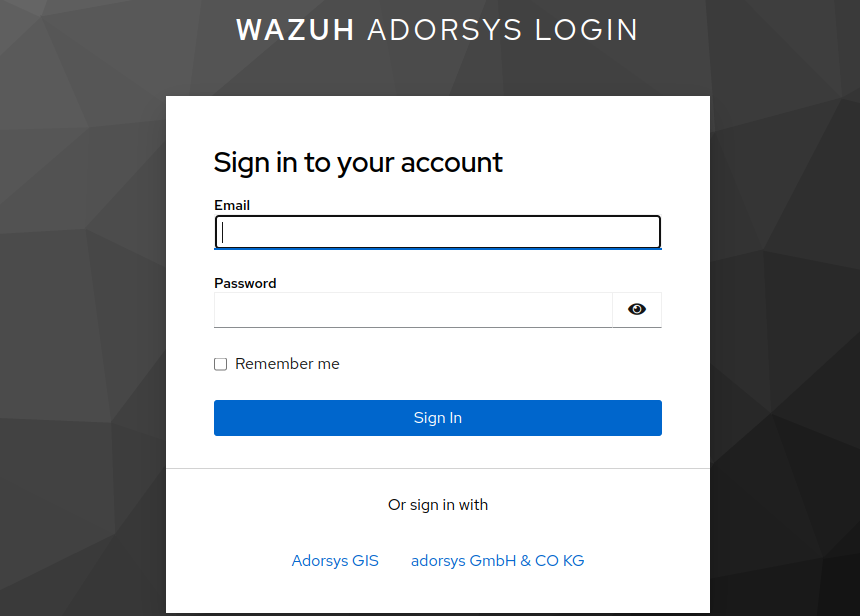 WAZUH ADORSYS LOGIN
Sign in to your account
Email
Password
Remember me
Sign In
Or sign in with
Adorsys GIS adorsys GmbH & CO KG